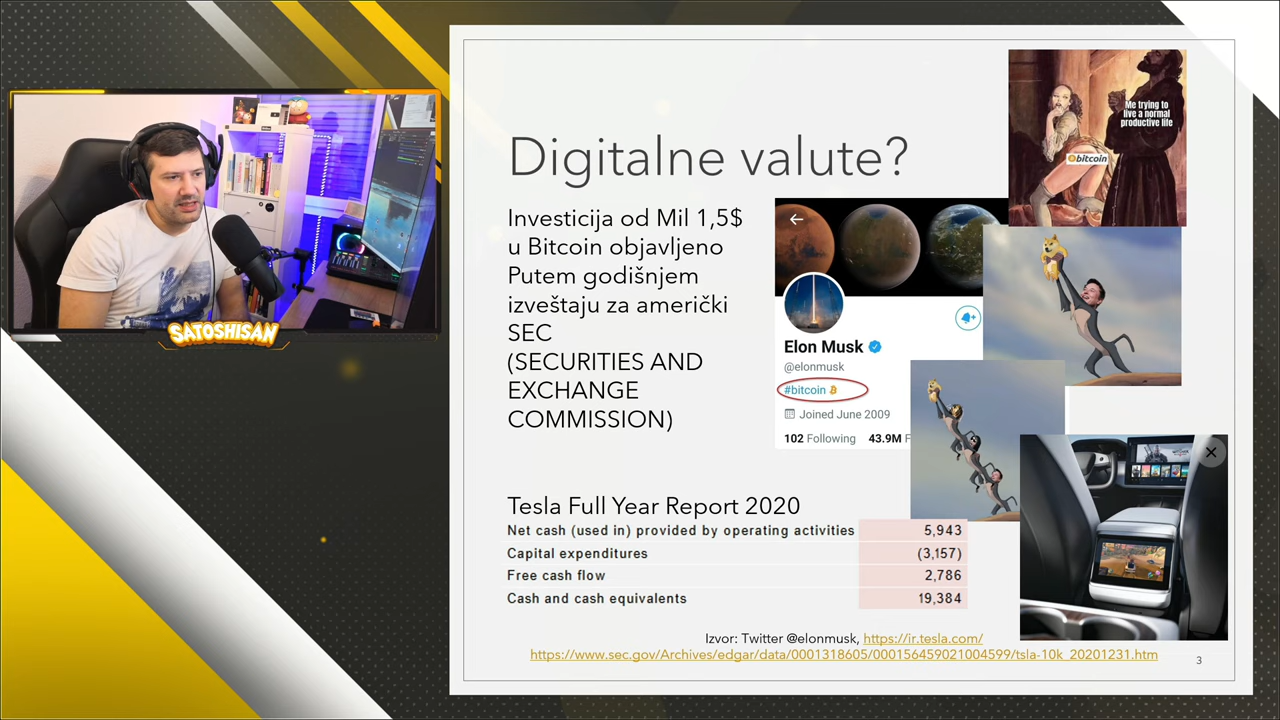 Digitalne valute?
Me trying to
live a normal
productive life
bitcoin
Investicija od Mil 1,5$
u Bitcoin objavljeno
Putem godišnjem
izveštaju za američki
SEC
(SECURITIES AND
EXCHANGE
COMMISSION)
Elon Musk
@elonmusk
#bitcoin
Joined June 2009
102 Following 43.9M F
SATOSHISAN
Tesla Full Year Report 2020
Net cash (used in) provided by operating activities 5,943
Capital expenditures (3,157)
Free cash flow 2,786
Cash and cash equivalents 19,384
Izvor: Twitter @elonmusk, https://ir.tesla.com/
https://www.sec.gov/Archives/edgar/data/0001318605/000156459021004599/tsla-10k_20201231.htm
3